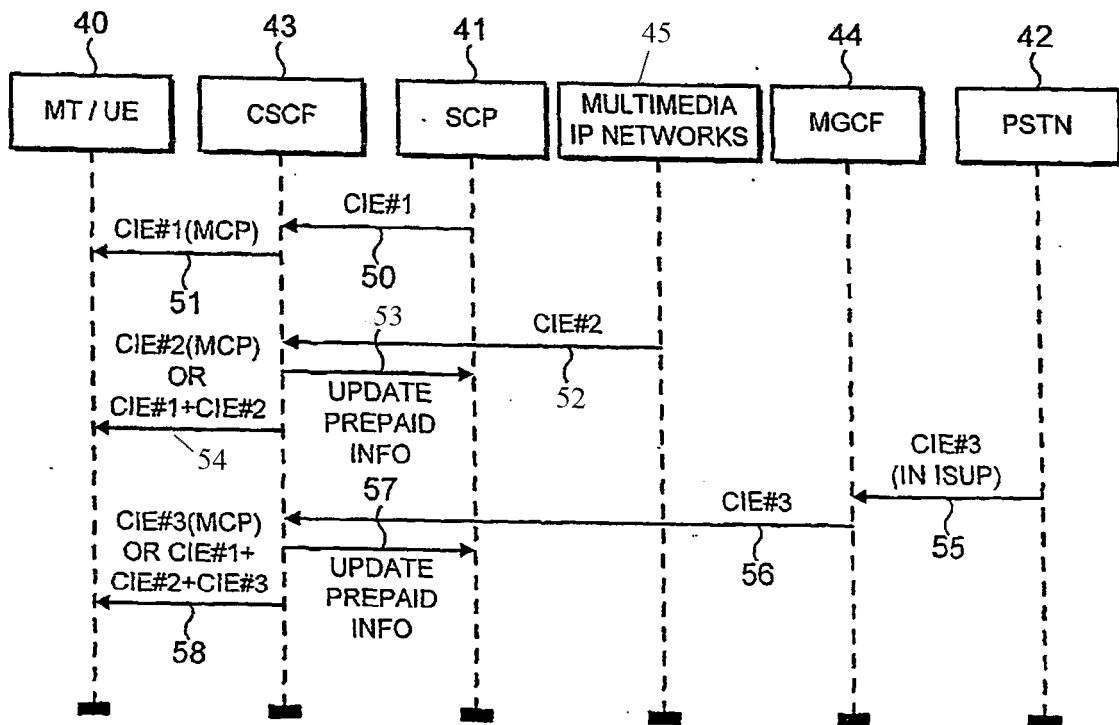 40
43
41
45
44
42
MT / UE
CSCF
SCP
MULTIMEDIA
IP NETWORKS
MGCF
PSTN
CIE#1
50
CIE#1(MCP)
51
CIE#2
52
53
UPDATE
PREPAID
INFO
CIE#2(MCP)
OR
CIE#1+CIE#2
54
CIE#3
(IN ISUP)
55
CIE#3
56
57
UPDATE
PREPAID
INFO
CIE#3(MCP)
OR CIE#1+
CIE#2+CIE#3
58